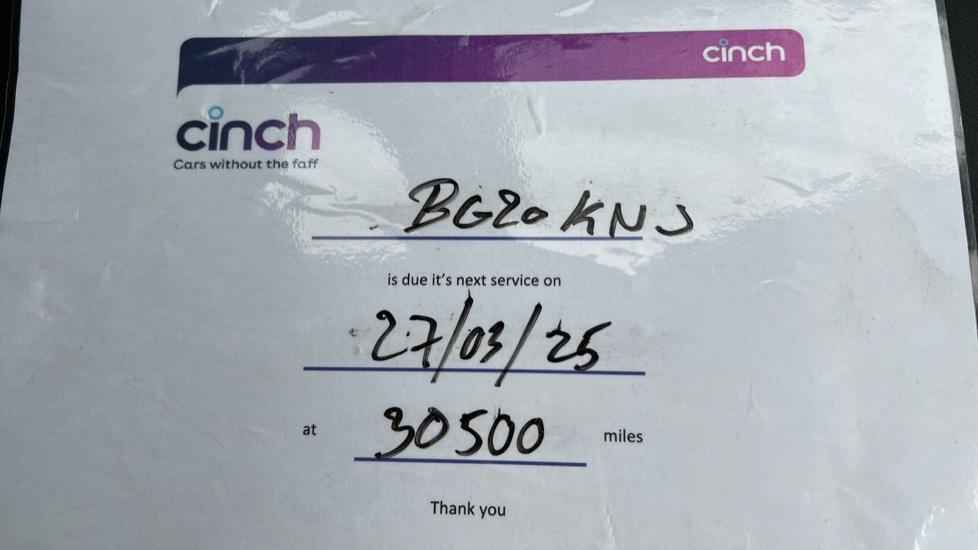 cinch
cinch
Cars without the faff
BG20 KNJ
is due it's next service on
27/03/25
at 30500 miles
Thank you